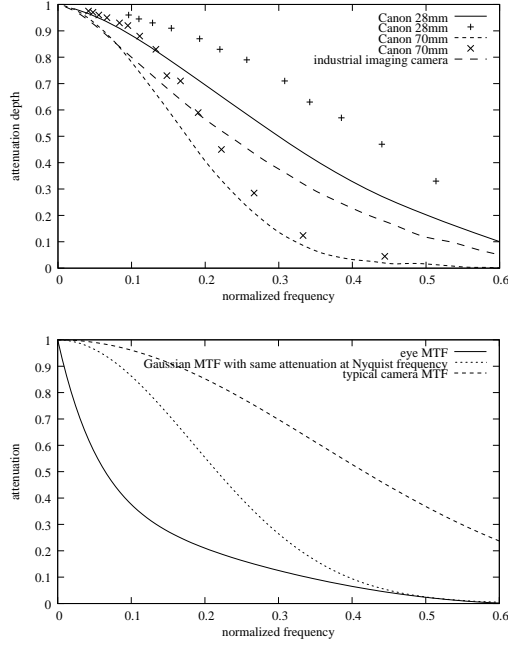 1
0.9
0.8
0.7
0.6
0.5
0.4
0.3
0.2
0.1
0
0.0 0.1 0.2 0.3 0.4 0.5 0.6
attenuation depth
normalized frequency
Canon 28mm
Canon 28mm
Canon 70mm
Canon 70mm
industrial imaging camera
1
0.9
0.8
0.7
0.6
0.5
0.4
0.3
0.2
0.1
0
0.0 0.1 0.2 0.3 0.4 0.5 0.6
attenuation
normalized frequency
eye MTF
Gaussian MTF with same attenuation at Nyquist frequency
typical camera MTF